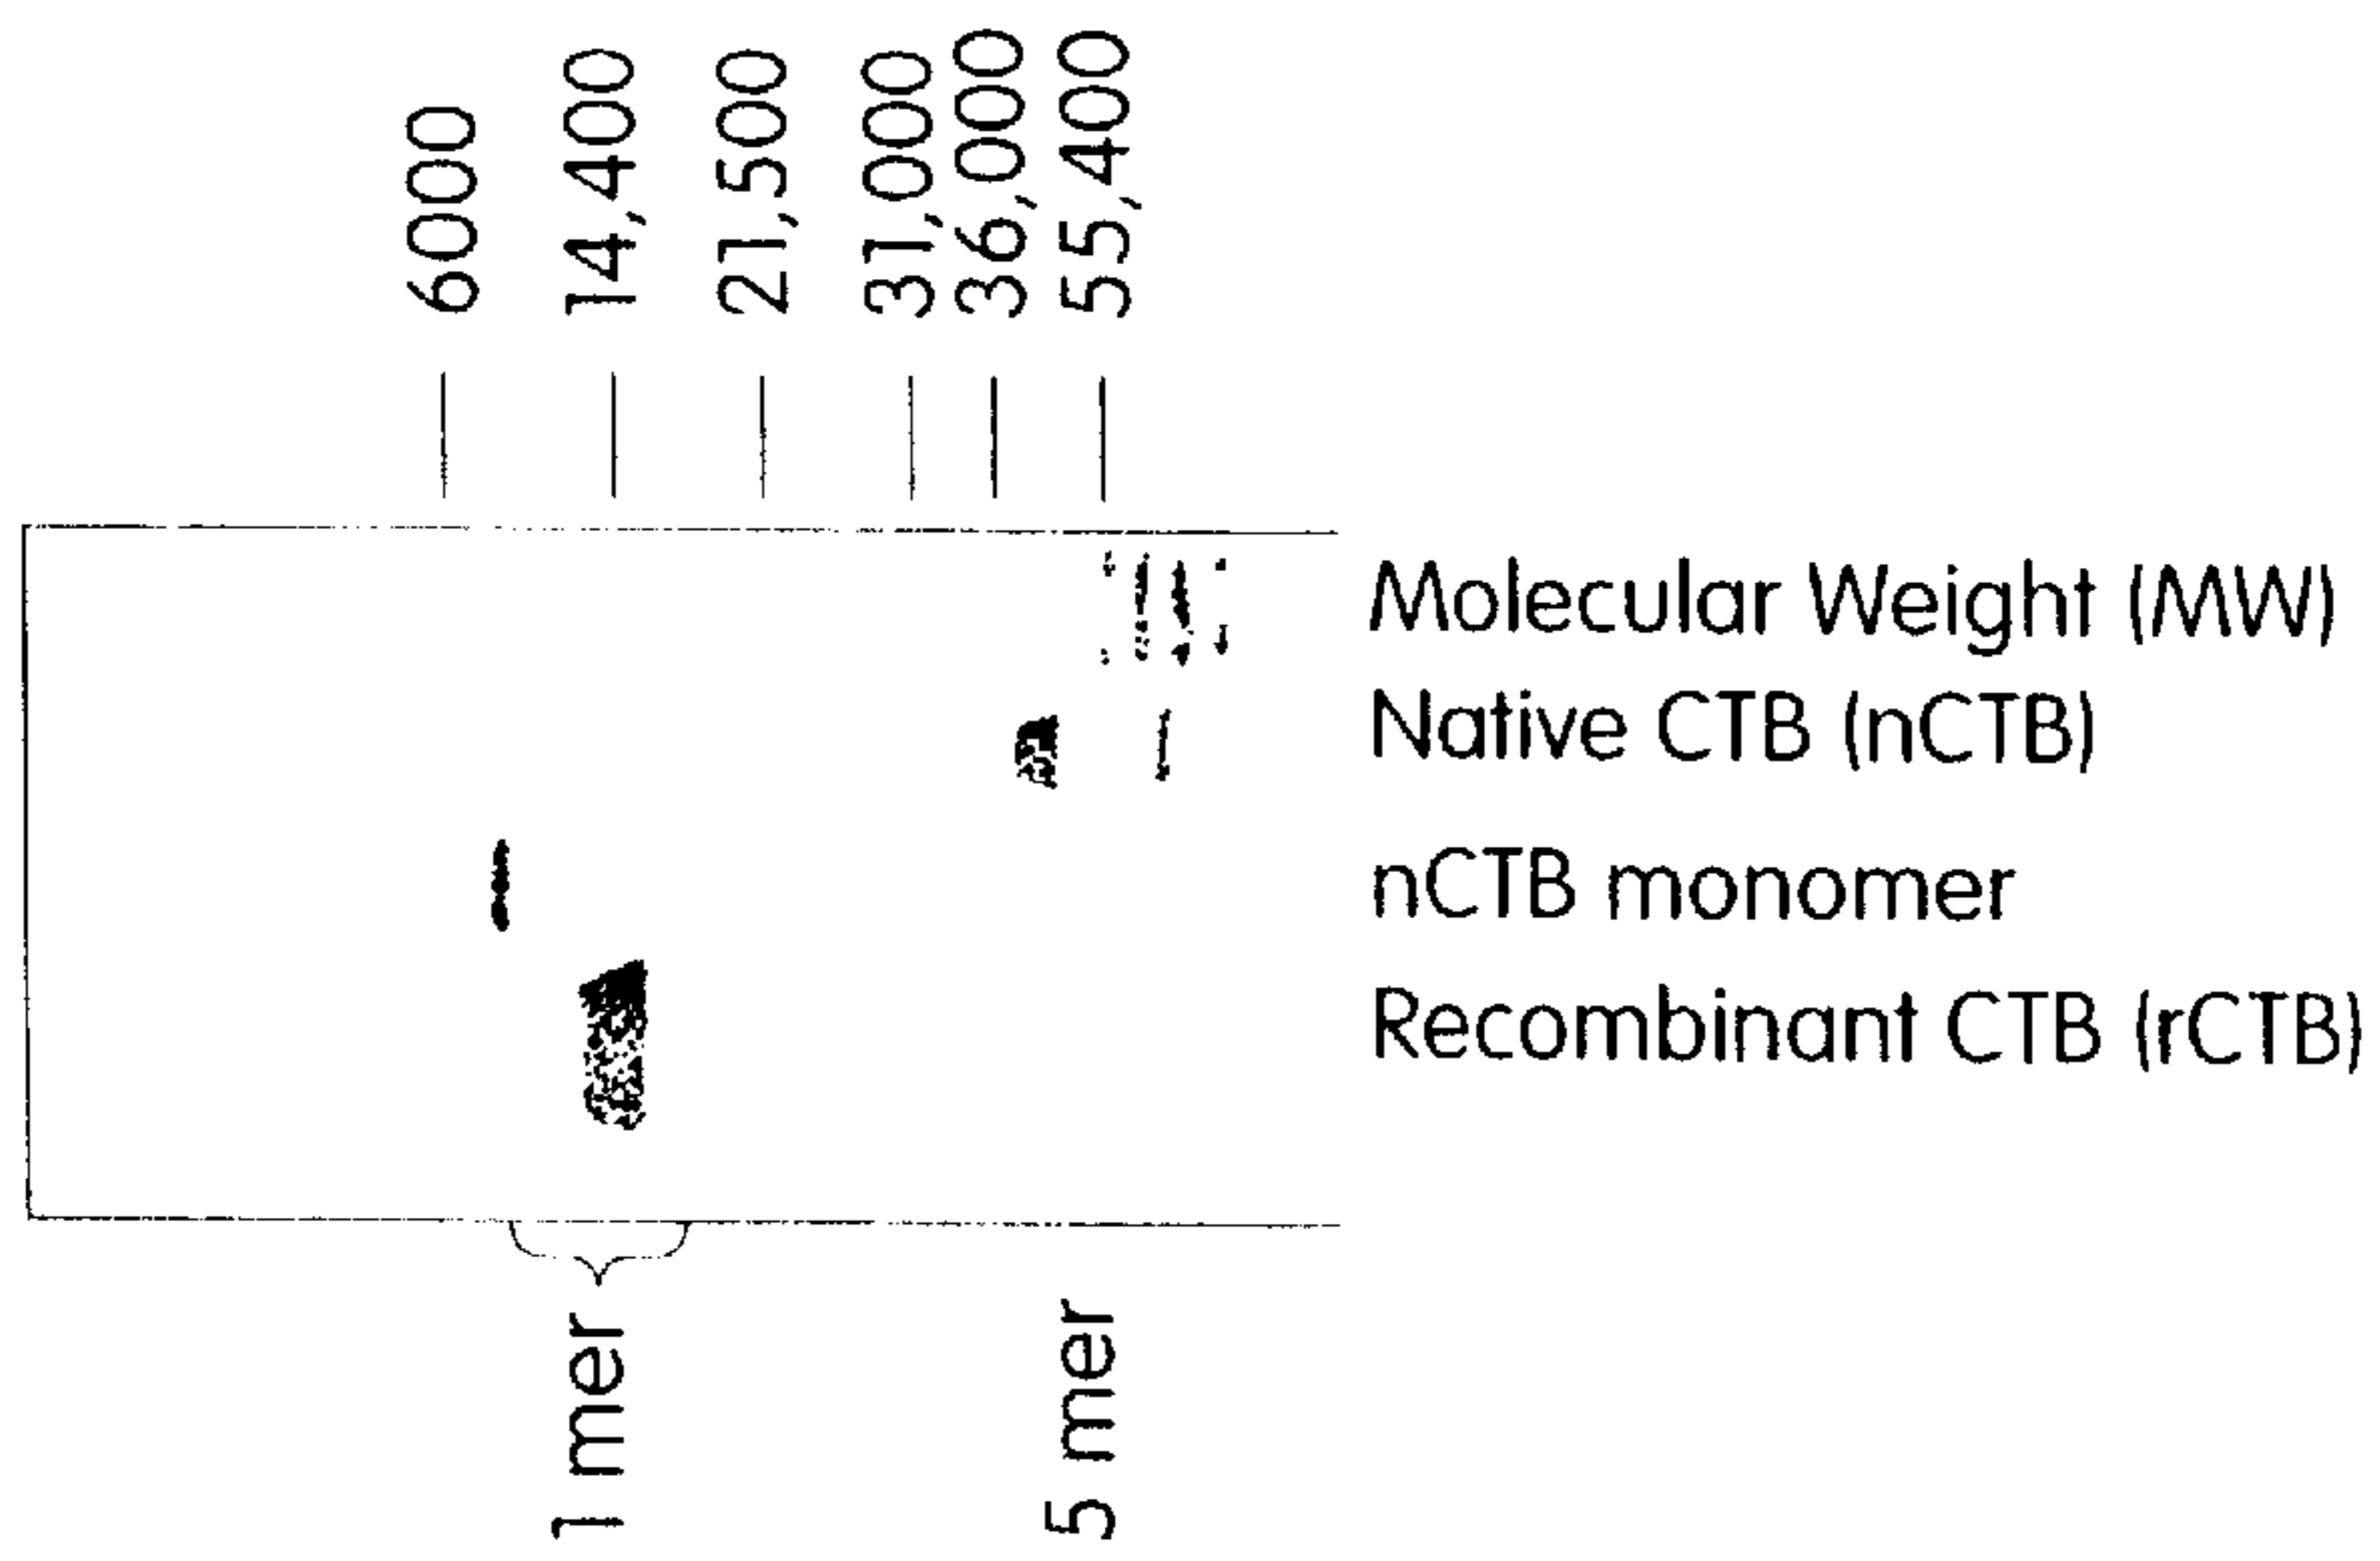 6000
14,400
21,500
31,000
36,000
55,400
Molecular Weight (MW)
Native CTB (nCTB)
nCTB monomer
Recombinant CTB (rCTB)
1 mer
5 mer